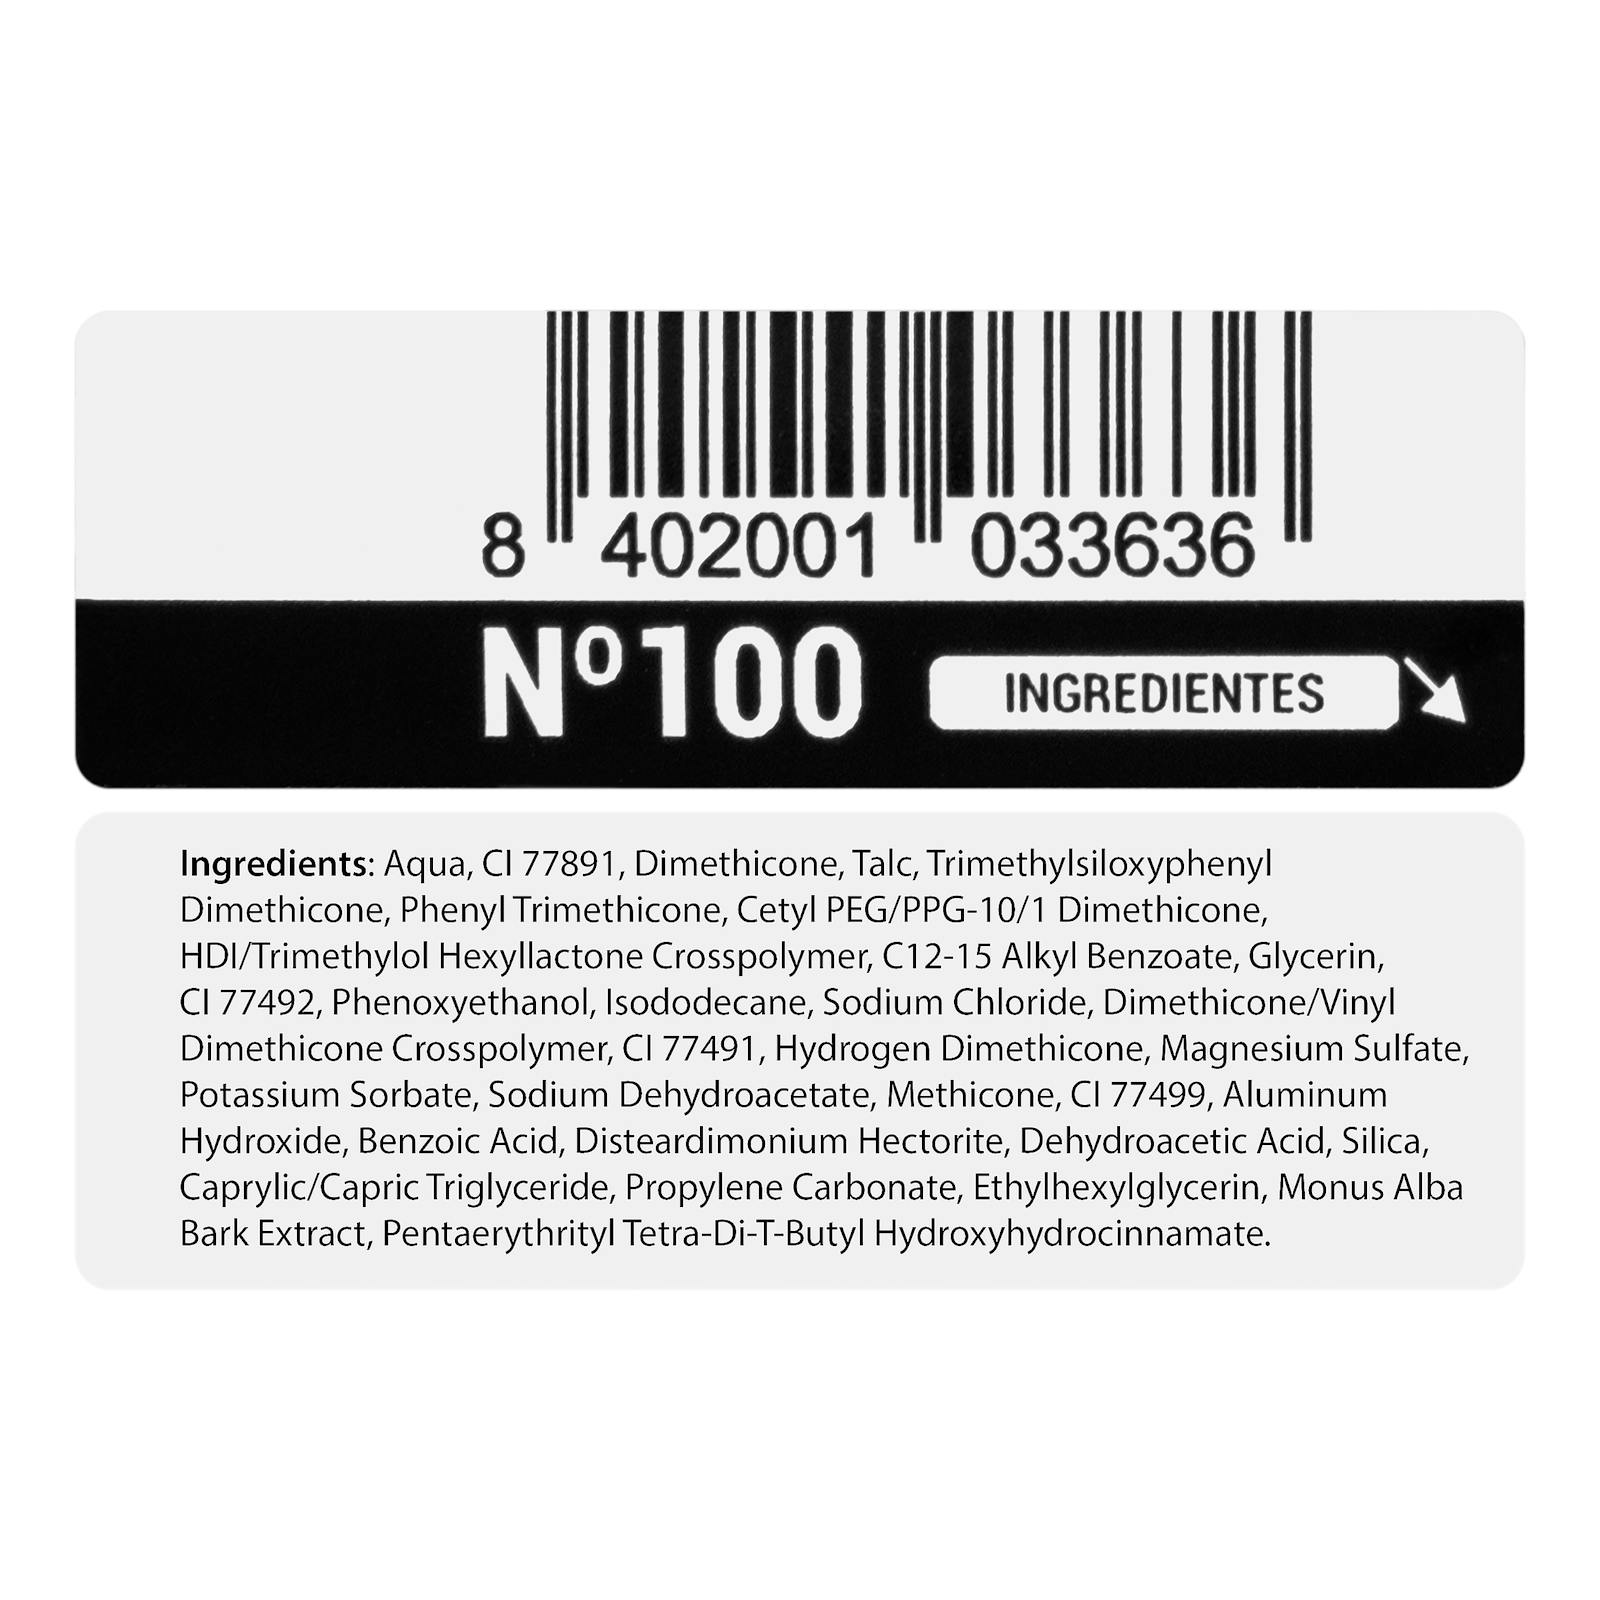 8 402001 033636
Nº100
INGREDIENTES
Ingredients: Aqua, CI 77891, Dimethicone, Talc, Trimethylsiloxyphenyl
Dimethicone, Phenyl Trimethicone, Cetyl PEG/PPG-10/1 Dimethicone,
HDI/Trimethylol Hexyllactone Crosspolymer, C12-15 Alkyl Benzoate, Glycerin,
CI 77492, Phenoxyethanol, Isododecane, Sodium Chloride, Dimethicone/Vinyl
Dimethicone Crosspolymer, CI 77491, Hydrogen Dimethicone, Magnesium Sulfate,
Potassium Sorbate, Sodium Dehydroacetate, Methicone, CI 77499, Aluminum
Hydroxide, Benzoic Acid, Disteardimonium Hectorite, Dehydroacetic Acid, Silica,
Caprylic/Capric Triglyceride, Propylene Carbonate, Ethylhexylglycerin, Monus Alba
Bark Extract, Pentaerythrityl Tetra-Di-T-Butyl Hydroxyhydrocinnamate.